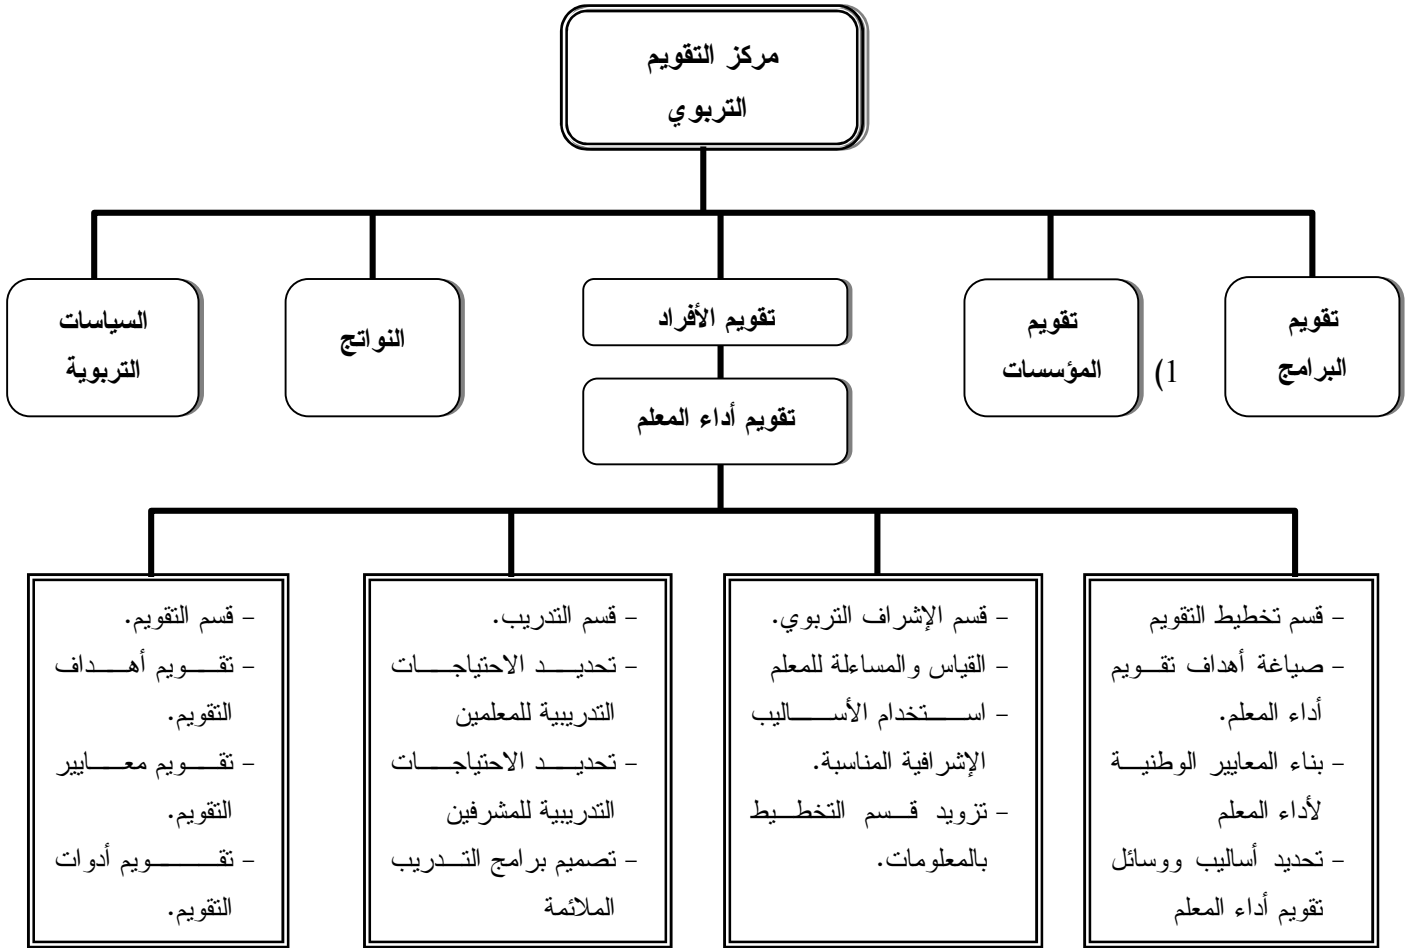 مركز التقويم
التربوي
تقويم
البرامج
(1
تقويم
المؤسسات
تقويم الأفراد
النواتج
السياسات
التربوية
تقويم أداء المعلم
- قسم تخطيط التقويم
- صياغة أهداف تقويم
أداء المعلم.
- بناء المعايير الوطنية
لأداء المعلم
- تحديد أساليب ووسائل
تقويم أداء المعلم
- قسم الإشراف التربوي.
- القياس والمساءلة للمعلم
- استخدام الأساليب
الإشرافية المناسبة.
- تزويد قسم التخطيط
بالمعلومات.
- قسم التدريب.
- تحديد الاحتياجات
التدريبية للمعلمين
- تحديد الاحتياجات
التدريبية للمشرفين
- تصميم برامج التدريب
الملائمة
- قسم التقويم.
- تقويم أهداف
التقويم.
- تقويم معايير
التقويم.
- تقويم أدوات
التقويم.